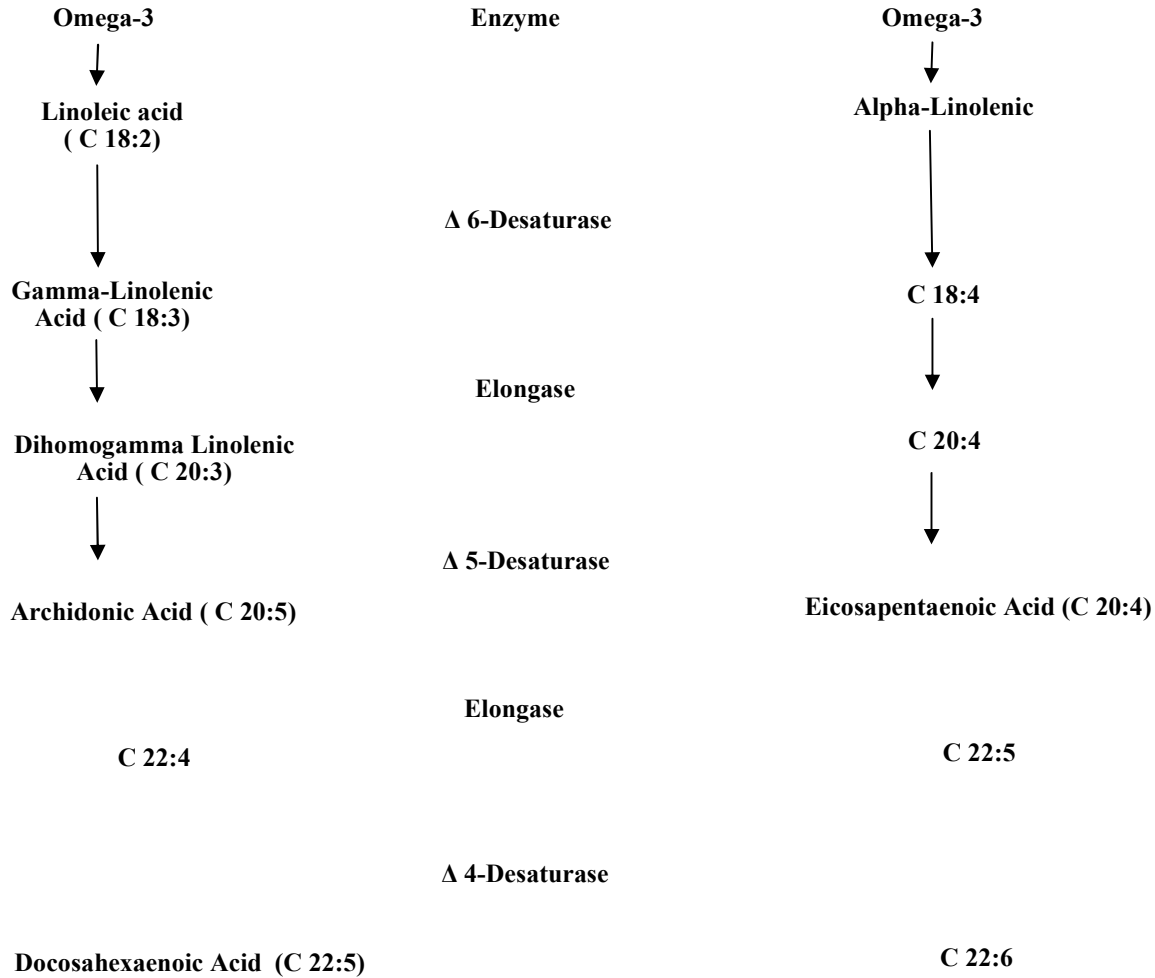 Omega-3 Enzyme Omega-3
Linoleic acid
( C 18:2)
Alpha-Linolenic
Δ 6-Desaturase
Gamma-Linolenic
Acid ( C 18:3)
C 18:4
Elongase
Dihomogamma Linolenic
Acid ( C 20:3)
C 20:4
Δ 5-Desaturase
Archidonic Acid ( C 20:5)
Eicosapentaenoic Acid (C 20:4)
Elongase
C 22:4
C 22:5
Δ 4-Desaturase
Docosahexaenoic Acid (C 22:5)
C 22:6